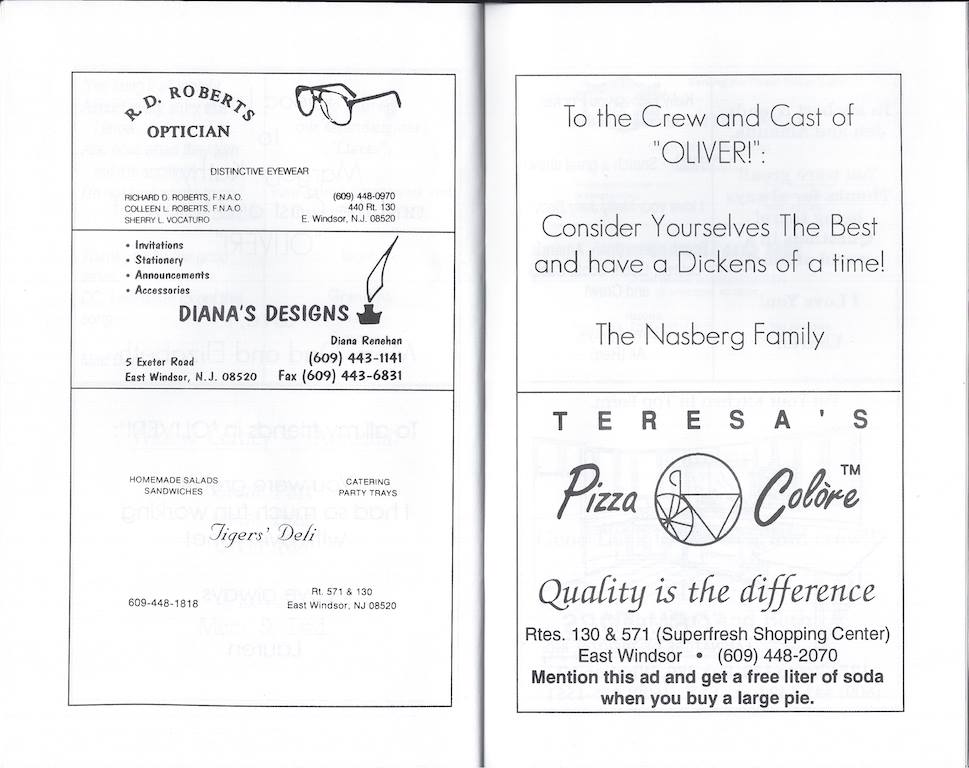 R. D. ROBERTS
OPTICIAN
DISTINCTIVE EYEWEAR
RICHARD D. ROBERTS, F.N.A.O.
COLLEEN L. ROBERTS, F.N.A.O.
SHERRY L. VOCATURO
(609) 448-0970
440 Rt. 130
E. Windsor, N.J. 08520
• Invitations
• Stationery
• Announcements
• Accessories
DIANA'S DESIGNS
Diana Renehan
5 Exeter Road (609) 443-1141
East Windsor, N.J. 08520 Fax (609) 443-6831
HOMEMADE SALADS
SANDWICHES
CATERING
PARTY TRAYS
Tigers' Deli
609-448-1818
Rt. 571 & 130
East Windsor, NJ 08520
To the Crew and Cast of
"OLIVER!":
Consider Yourselves The Best
and have a Dickens of a time!
The Nasberg Family
TERESA'S
Pizza Colòre™
Quality is the difference
Rtes. 130 & 571 (Superfresh Shopping Center)
East Windsor • (609) 448-2070
Mention this ad and get a free liter of soda
when you buy a large pie.